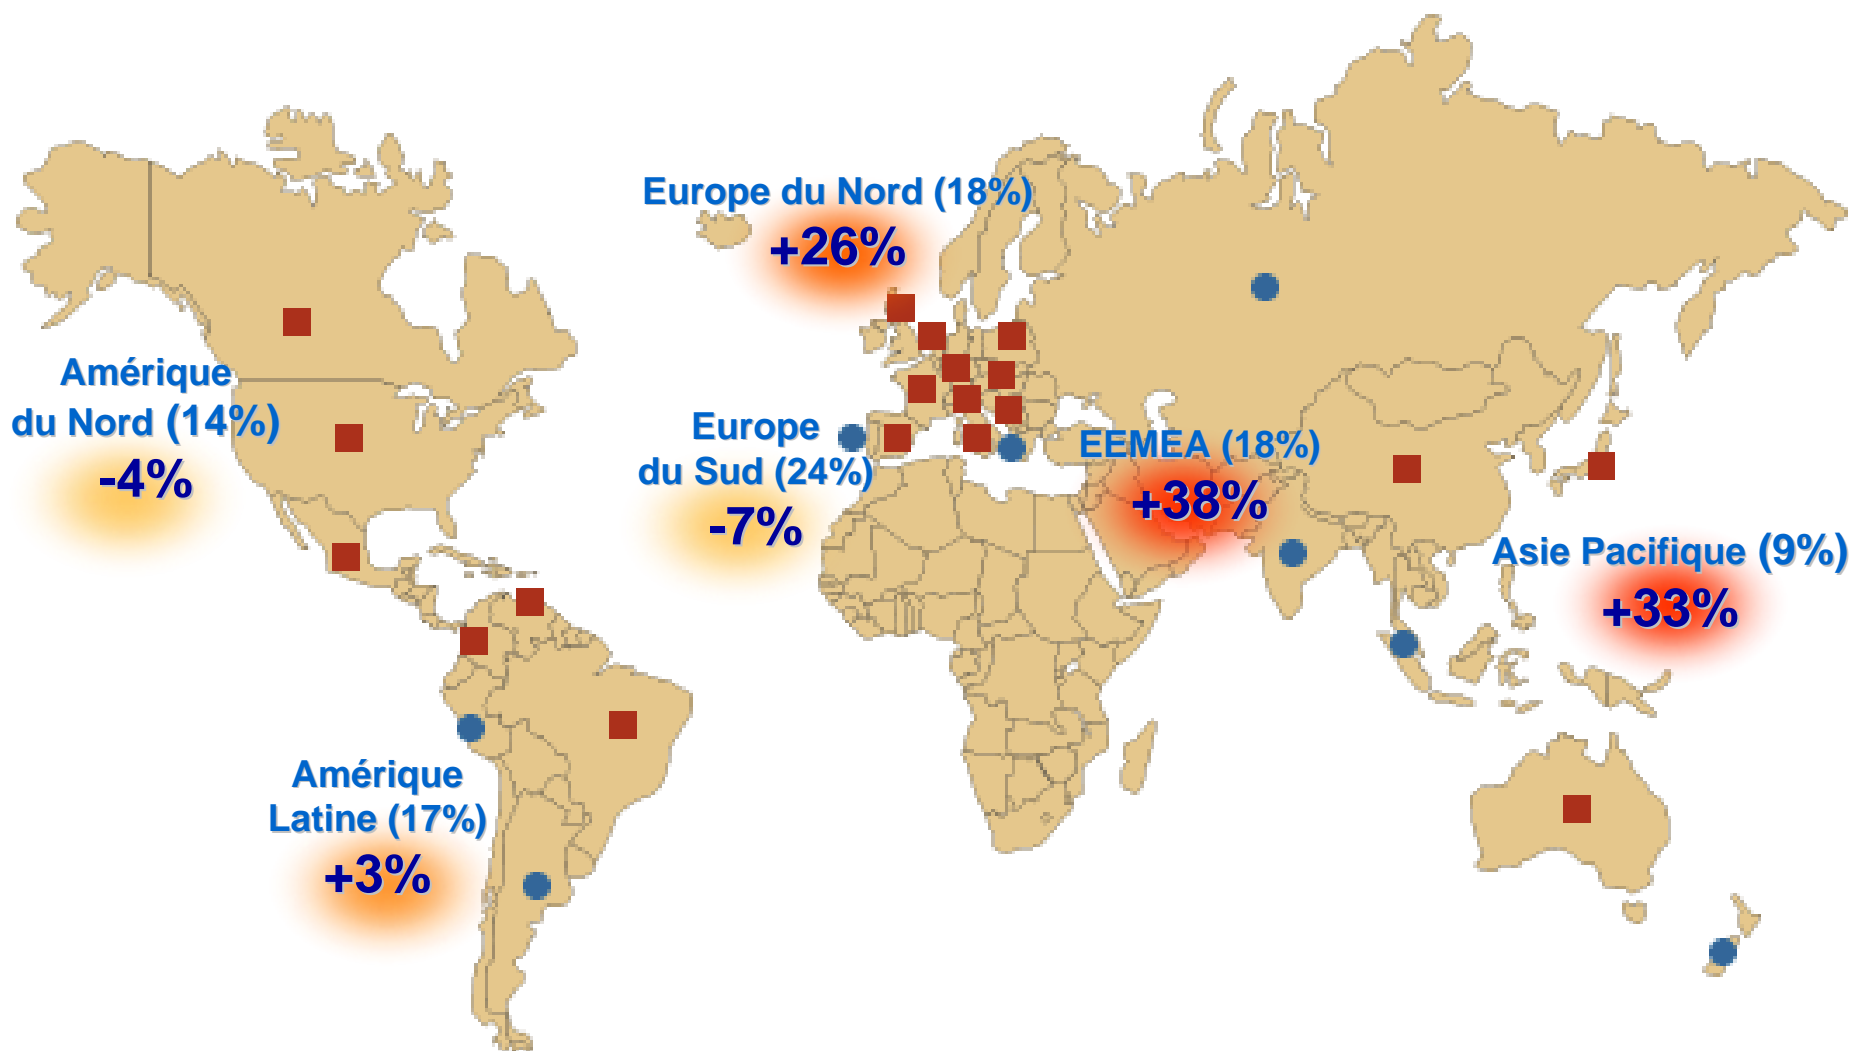 Europe du Nord (18%)
+26%
Amérique
du Nord (14%)
-4%
Europe
du Sud (24%)
-7%
EEMEA (18%)
+38%
Asie Pacifique (9%)
+33%
Amérique
Latine (17%)
+3%